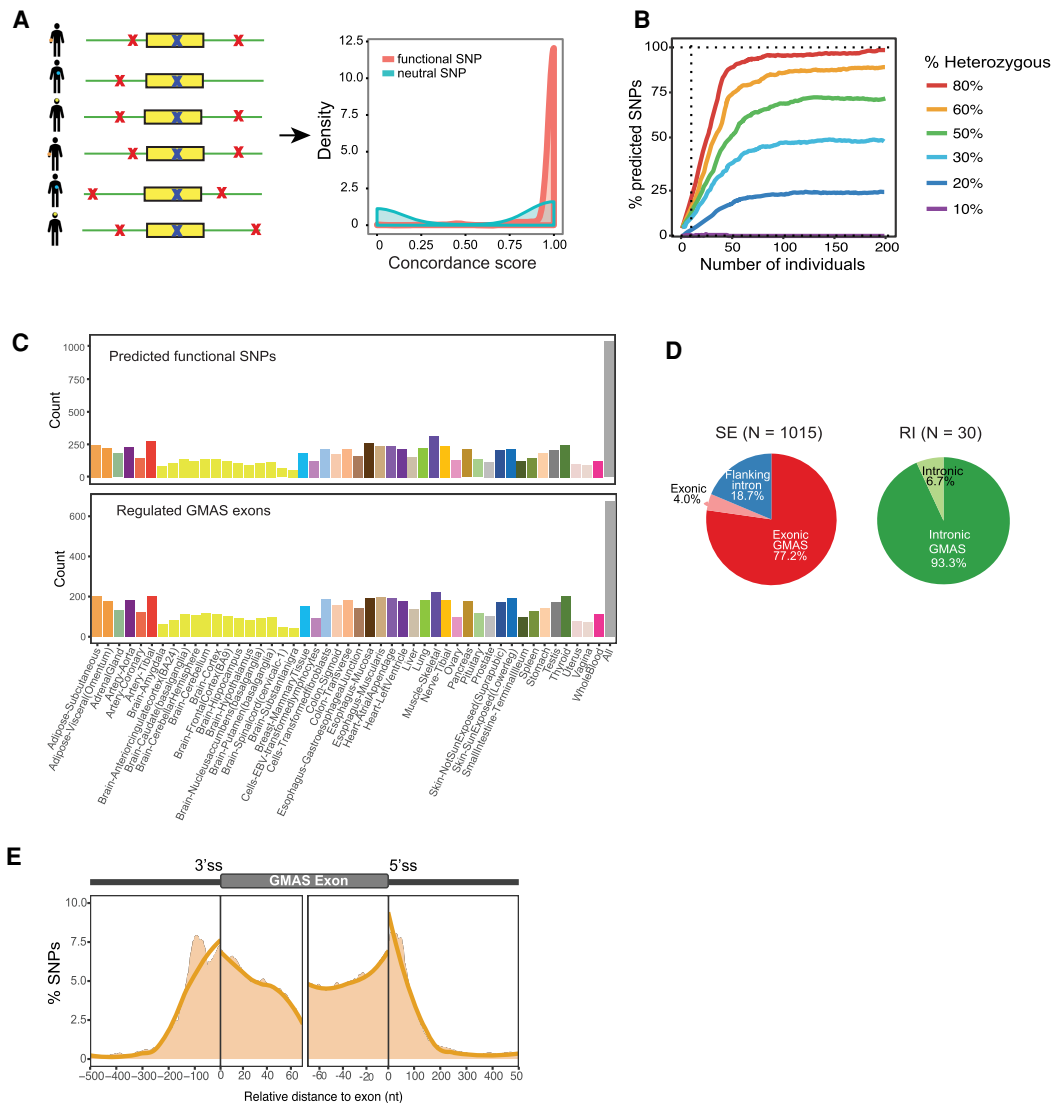 A
functional SNP
neutral SNP
Density
12.5
10.0
7.5
5.0
2.5
0
0 0.25 0.50 0.75 1.00
Concordance score
B
% predicted SNPs
100
75
50
25
0
0 50 100 150 200
Number of individuals
% Heterozygous
80%
60%
50%
30%
20%
10%
C
Predicted functional SNPs
Count
1000
750
500
250
0
Regulated GMAS exons
Count
600
400
200
0
Adipose-Subcutaneous
Adipose-Visceral(Omentum)
AdrenalGland
Artery-Aorta
Artery-Coronary
Artery-Tibial
Brain-Amygdala
Brain-Anteriorcingulatecortex(BA24)
Brain-Caudate(basalganglia)
Brain-CerebellarHemisphere
Brain-Cerebellum
Brain-Cortex
Brain-FrontalCortex(BA9)
Brain-Hippocampus
Brain-Hypothalamus
Brain-Nucleusaccumbens(basalganglia)
Brain-Putamen(basalganglia)
Brain-Spinalcord(cervicalc-1)
Brain-Substantianigra
Breast-MammaryTissue
Cells-EBV-transformedlymphocytes
Cells-Transformedfibroblasts
Colon-Sigmoid
Colon-Transverse
Esophagus-GastroesophagealJunction
Esophagus-Mucosa
Esophagus-Muscularis
Heart-AtrialAppendage
Heart-LeftVentricle
Liver
Lung
Muscle-Skeletal
Nerve-Tibial
Ovary
Pancreas
Pituitary
Prostate
Skin-NotSunExposed(Suprapubic)
Skin-SunExposed(Lowerleg)
SmallIntestine-TerminalIleum
Spleen
Stomach
Testis
Thyroid
Uterus
Vagina
WholeBlood
All
D
SE (N = 1015)
Flanking
intron
18.7%
Exonic
4.0%
Exonic
GMAS
77.2%
RI (N = 30)
Intronic
6.7%
Intronic
GMAS
93.3%
E
3'ss
5'ss
GMAS Exon
% SNPs
10.0
7.5
5.0
2.5
0
−500 −400 −300 −200 −100 0 20 40 60
-60 -40 -20 0 100 200 300 400 50
Relative distance to exon (nt)